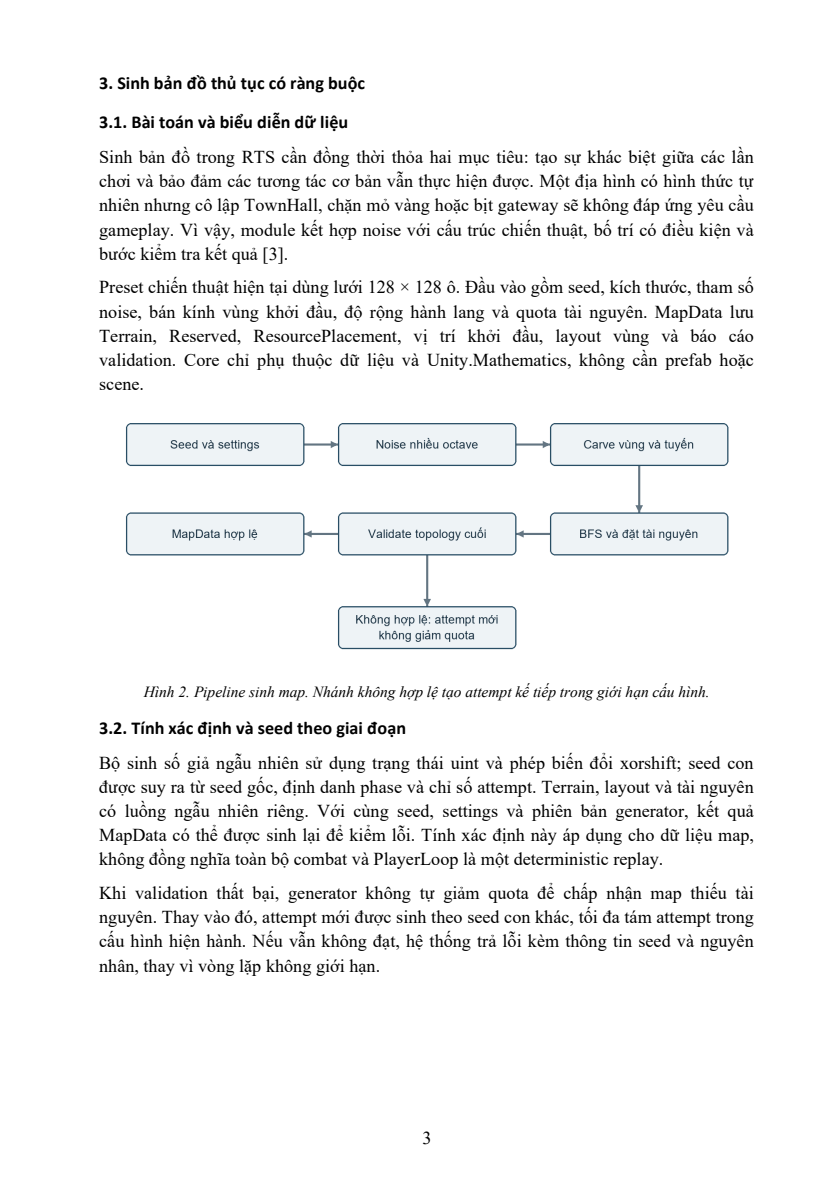 3. Sinh bản đồ thủ tục có ràng buộc
3.1. Bài toán và biểu diễn dữ liệu
Sinh bản đồ trong RTS cần đồng thời thỏa hai mục tiêu: tạo sự khác biệt giữa các lần
chơi và bảo đảm các tương tác cơ bản vẫn thực hiện được. Một địa hình có hình thức tự
nhiên nhưng cô lập TownHall, chặn mỏ vàng hoặc bịt gateway sẽ không đáp ứng yêu cầu
gameplay. Vì vậy, module kết hợp noise với cấu trúc chiến thuật, bố trí có điều kiện và
bước kiểm tra kết quả [3].
Preset chiến thuật hiện tại dùng lưới 128 × 128 ô. Đầu vào gồm seed, kích thước, tham số
noise, bán kính vùng khởi đầu, độ rộng hành lang và quota tài nguyên. MapData lưu
Terrain, Reserved, ResourcePlacement, vị trí khởi đầu, layout vùng và báo cáo
validation. Core chỉ phụ thuộc dữ liệu và Unity.Mathematics, không cần prefab hoặc
scene.
Seed và settings
Noise nhiều octave
Carve vùng và tuyến
MapData hợp lệ
Validate topology cuối
BFS và đặt tài nguyên
Không hợp lệ: attempt mới
không giảm quota
Hình 2. Pipeline sinh map. Nhánh không hợp lệ tạo attempt kế tiếp trong giới hạn cấu hình.
3.2. Tính xác định và seed theo giai đoạn
Bộ sinh số giả ngẫu nhiên sử dụng trạng thái uint và phép biến đổi xorshift; seed con
được suy ra từ seed gốc, định danh phase và chỉ số attempt. Terrain, layout và tài nguyên
có luồng ngẫu nhiên riêng. Với cùng seed, settings và phiên bản generator, kết quả
MapData có thể được sinh lại để kiểm lỗi. Tính xác định này áp dụng cho dữ liệu map,
không đồng nghĩa toàn bộ combat và PlayerLoop là một deterministic replay.
Khi validation thất bại, generator không tự giảm quota để chấp nhận map thiếu tài
nguyên. Thay vào đó, attempt mới được sinh theo seed con khác, tối đa tám attempt trong
cấu hình hiện hành. Nếu vẫn không đạt, hệ thống trả lỗi kèm thông tin seed và nguyên
nhân, thay vì vòng lặp không giới hạn.
3